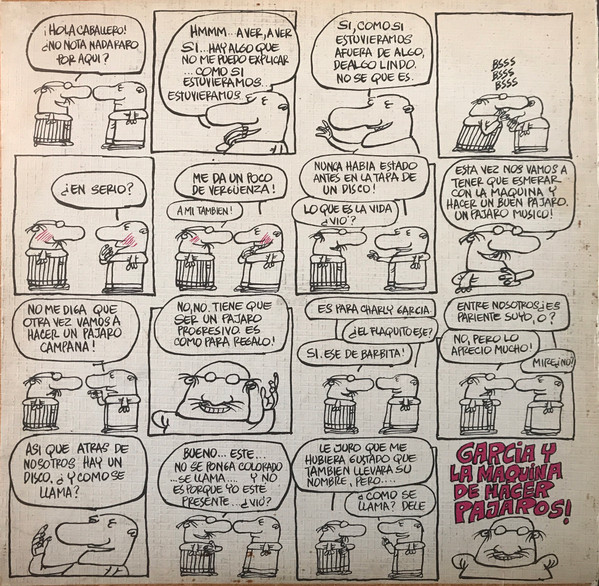 ¡HOLA CABALLERO!
¿NO NOTA NADA RARO
POR AQUI?
HMMM... A VER, A VER
SI... HAY ALGO QUE
NO ME PUEDO EXPLICAR
...COMO SI
ESTUVIERAMOS...
ESTUVIERAMOS...
SI, COMO SI
ESTUVIERAMOS
AFUERA DE ALGO,
DE ALGO LINDO.
NO SE QUE ES.
BSSS
BSSS
BSSS
¿EN SERIO?
ME DA UN POCO
DE VERGUENZA!
A MI TAMBIEN!
NUNCA HABIA ESTADO
ANTES EN LA TAPA DE
UN DISCO!
LO QUE ES LA VIDA
¿VIO?
ESTA VEZ NOS VAMOS A
TENER QUE ESMERAR
CON LA MAQUINA Y
HACER UN BUEN PAJARO.
UN PAJARO MUSICO!
NO ME DIGA QUE
OTRA VEZ VAMOS A
HACER UN PAJARO
CAMPANA!
NO, NO. TIENE QUE
SER UN PAJARO
PROGRESIVO. ES
COMO PARA REGALO!
ES PARA CHARLY GARCIA.
¿EL FLAQUITO ESE?
SI. ESE DE BARBITA!
ENTRE NOSOTROS ¿ES
PARIENTE SUYO, O?
NO, PERO LO
APRECIO MUCHO!
MIRE ¿NO?
ASI QUE ATRAS DE
NOSOTROS HAY UN
DISCO, ¿Y COMO SE
LLAMA?
BUENO... ESTE...
NO SE PONGA COLORADO
...SE LLAMA.... Y NO
ES PORQUE YO ESTE
PRESENTE... ¿VIO?
LE JURO QUE ME
HUBIERA GUSTADO QUE
TAMBIEN LLEVARA SU
NOMBRE, PERO....
¿COMO SE
LLAMA? DELE
GARCIA Y
LA MAQUINA
DE HACER
PAJAROS!